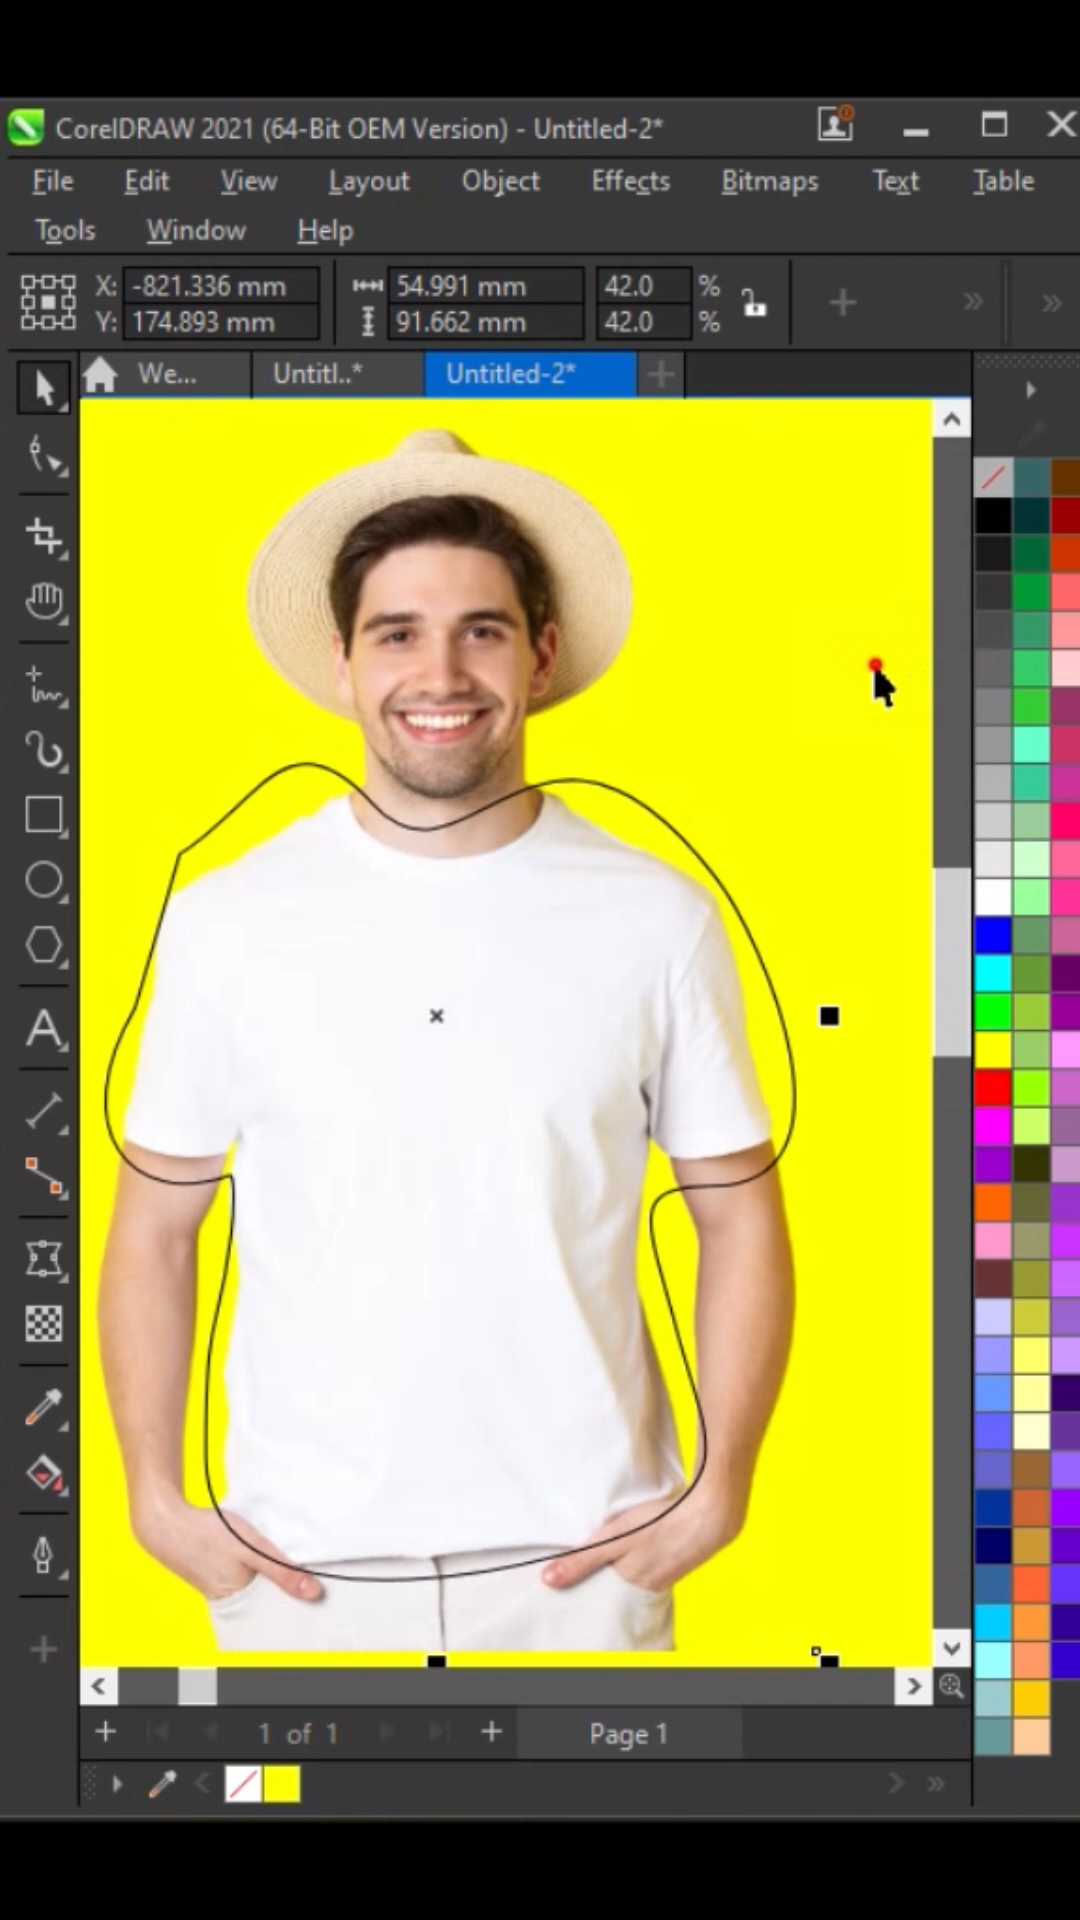 CorelDRAW 2021 (64-Bit OEM Version) - Untitled-2*
File Edit View Layout Object Effects Bitmaps Text Table
Tools Window Help
X: -821.336 mm 54.991 mm 42.0 %
Y: 174.893 mm 91.662 mm 42.0 %
We... Untitl..* Untitled-2*
1 of 1 Page 1